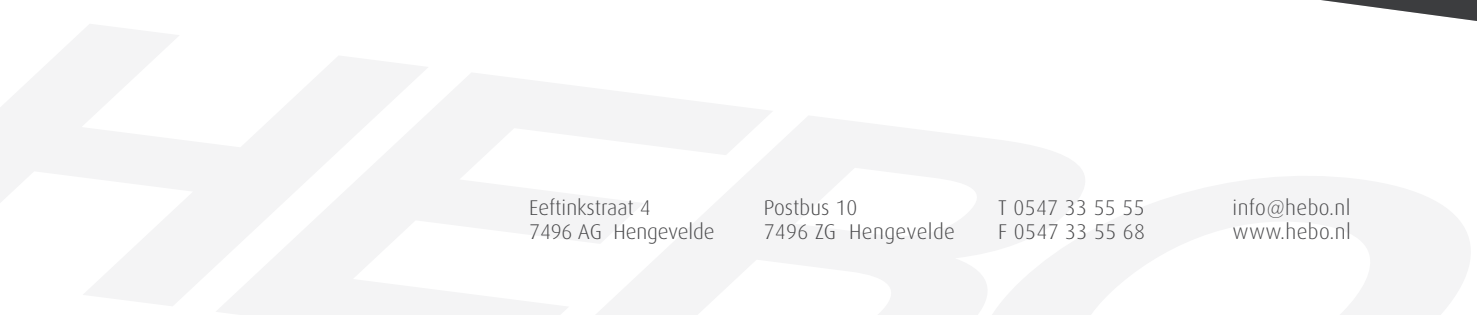 HEBO
Eeftinkstraat 4
7496 AG Hengevelde
Postbus 10
7496 ZG Hengevelde
T 0547 33 55 55
F 0547 33 55 68
info@hebo.nl
www.hebo.nl